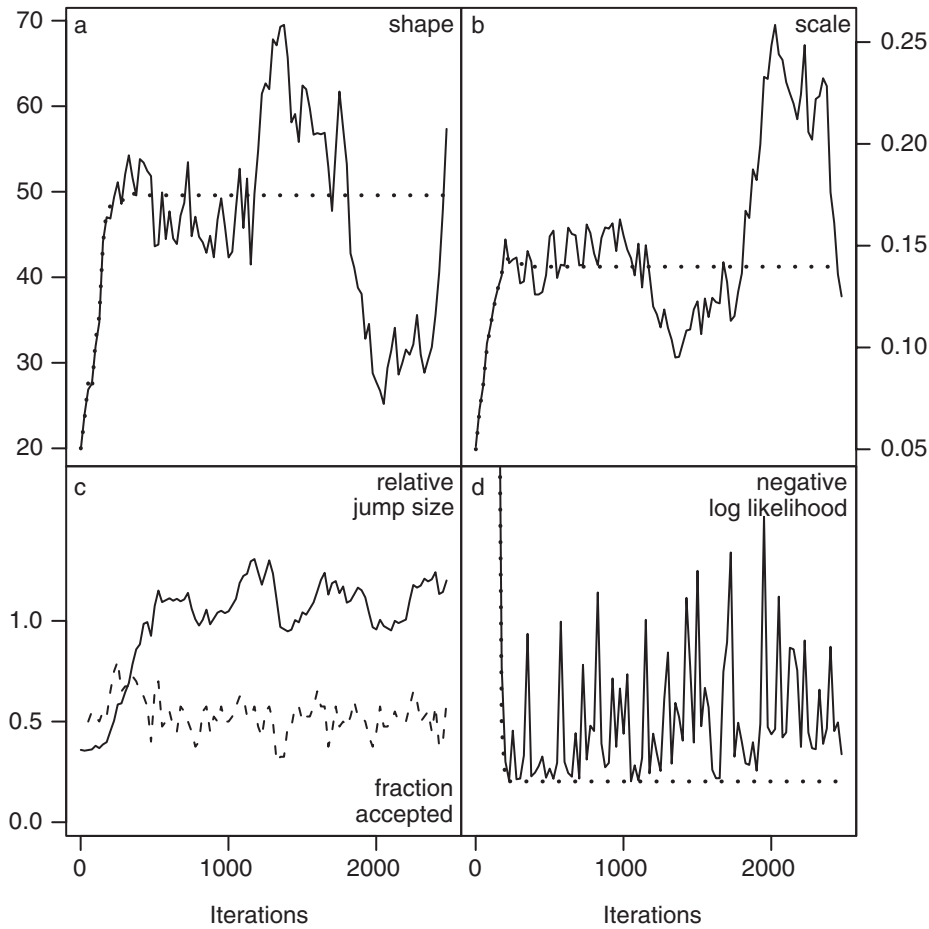 a
shape
b
scale
70
60
50
40
30
20
0.25
0.20
0.15
0.10
0.05
c
relative
jump size
d
negative
log likelihood
1.0
0.5
0.0
fraction
accepted
0 1000 2000
0 1000 2000
Iterations
Iterations